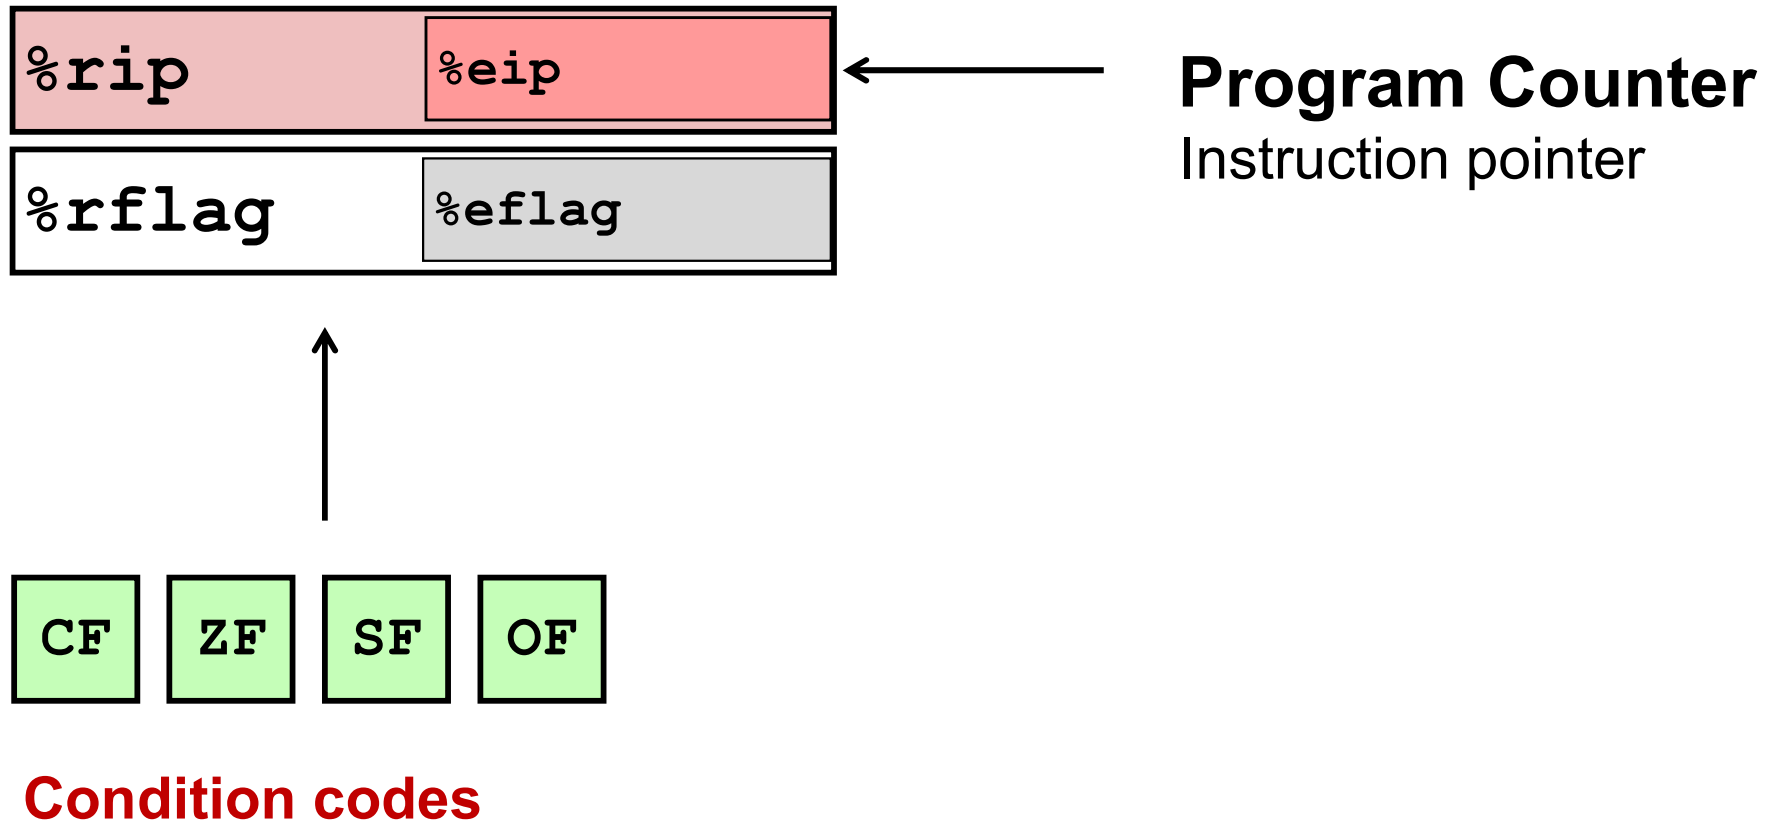 %rip %eip
Program Counter
Instruction pointer
%rflag %eflag
CF ZF SF OF
Condition codes